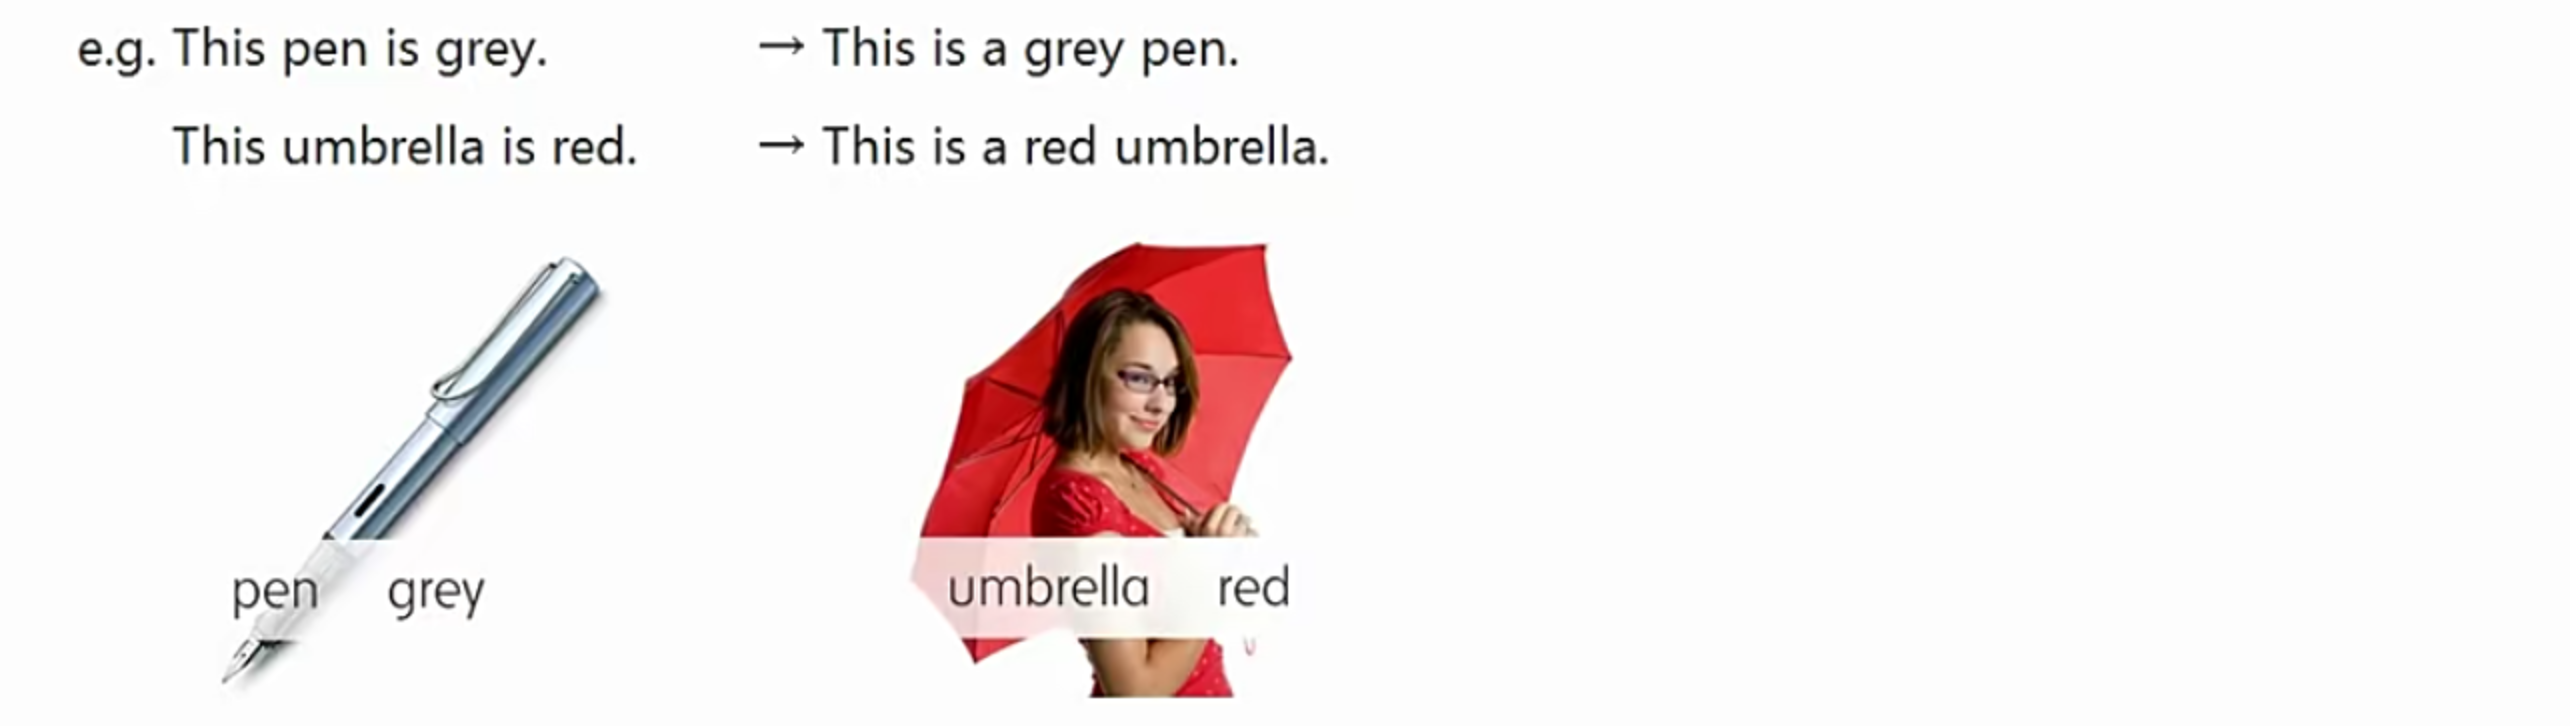 e.g. This pen is grey. → This is a grey pen.
This umbrella is red. → This is a red umbrella.
pen grey
umbrella red